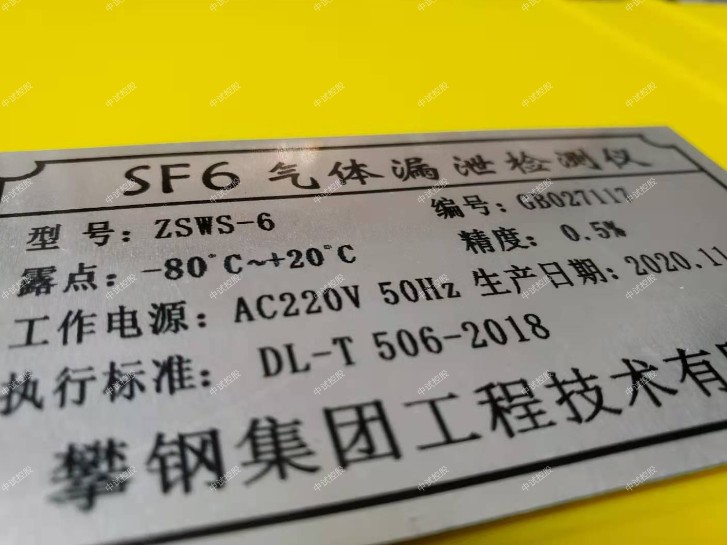 SF6 气体漏泄检测仪
型号：ZSWS-6 编号：GB027117
露点：-80°C~+20°C 精度：0.5%
工作电源：AC220V 50Hz 生产日期：2020.11
执行标准：DL-T 506-2018
攀钢集团工程技术有